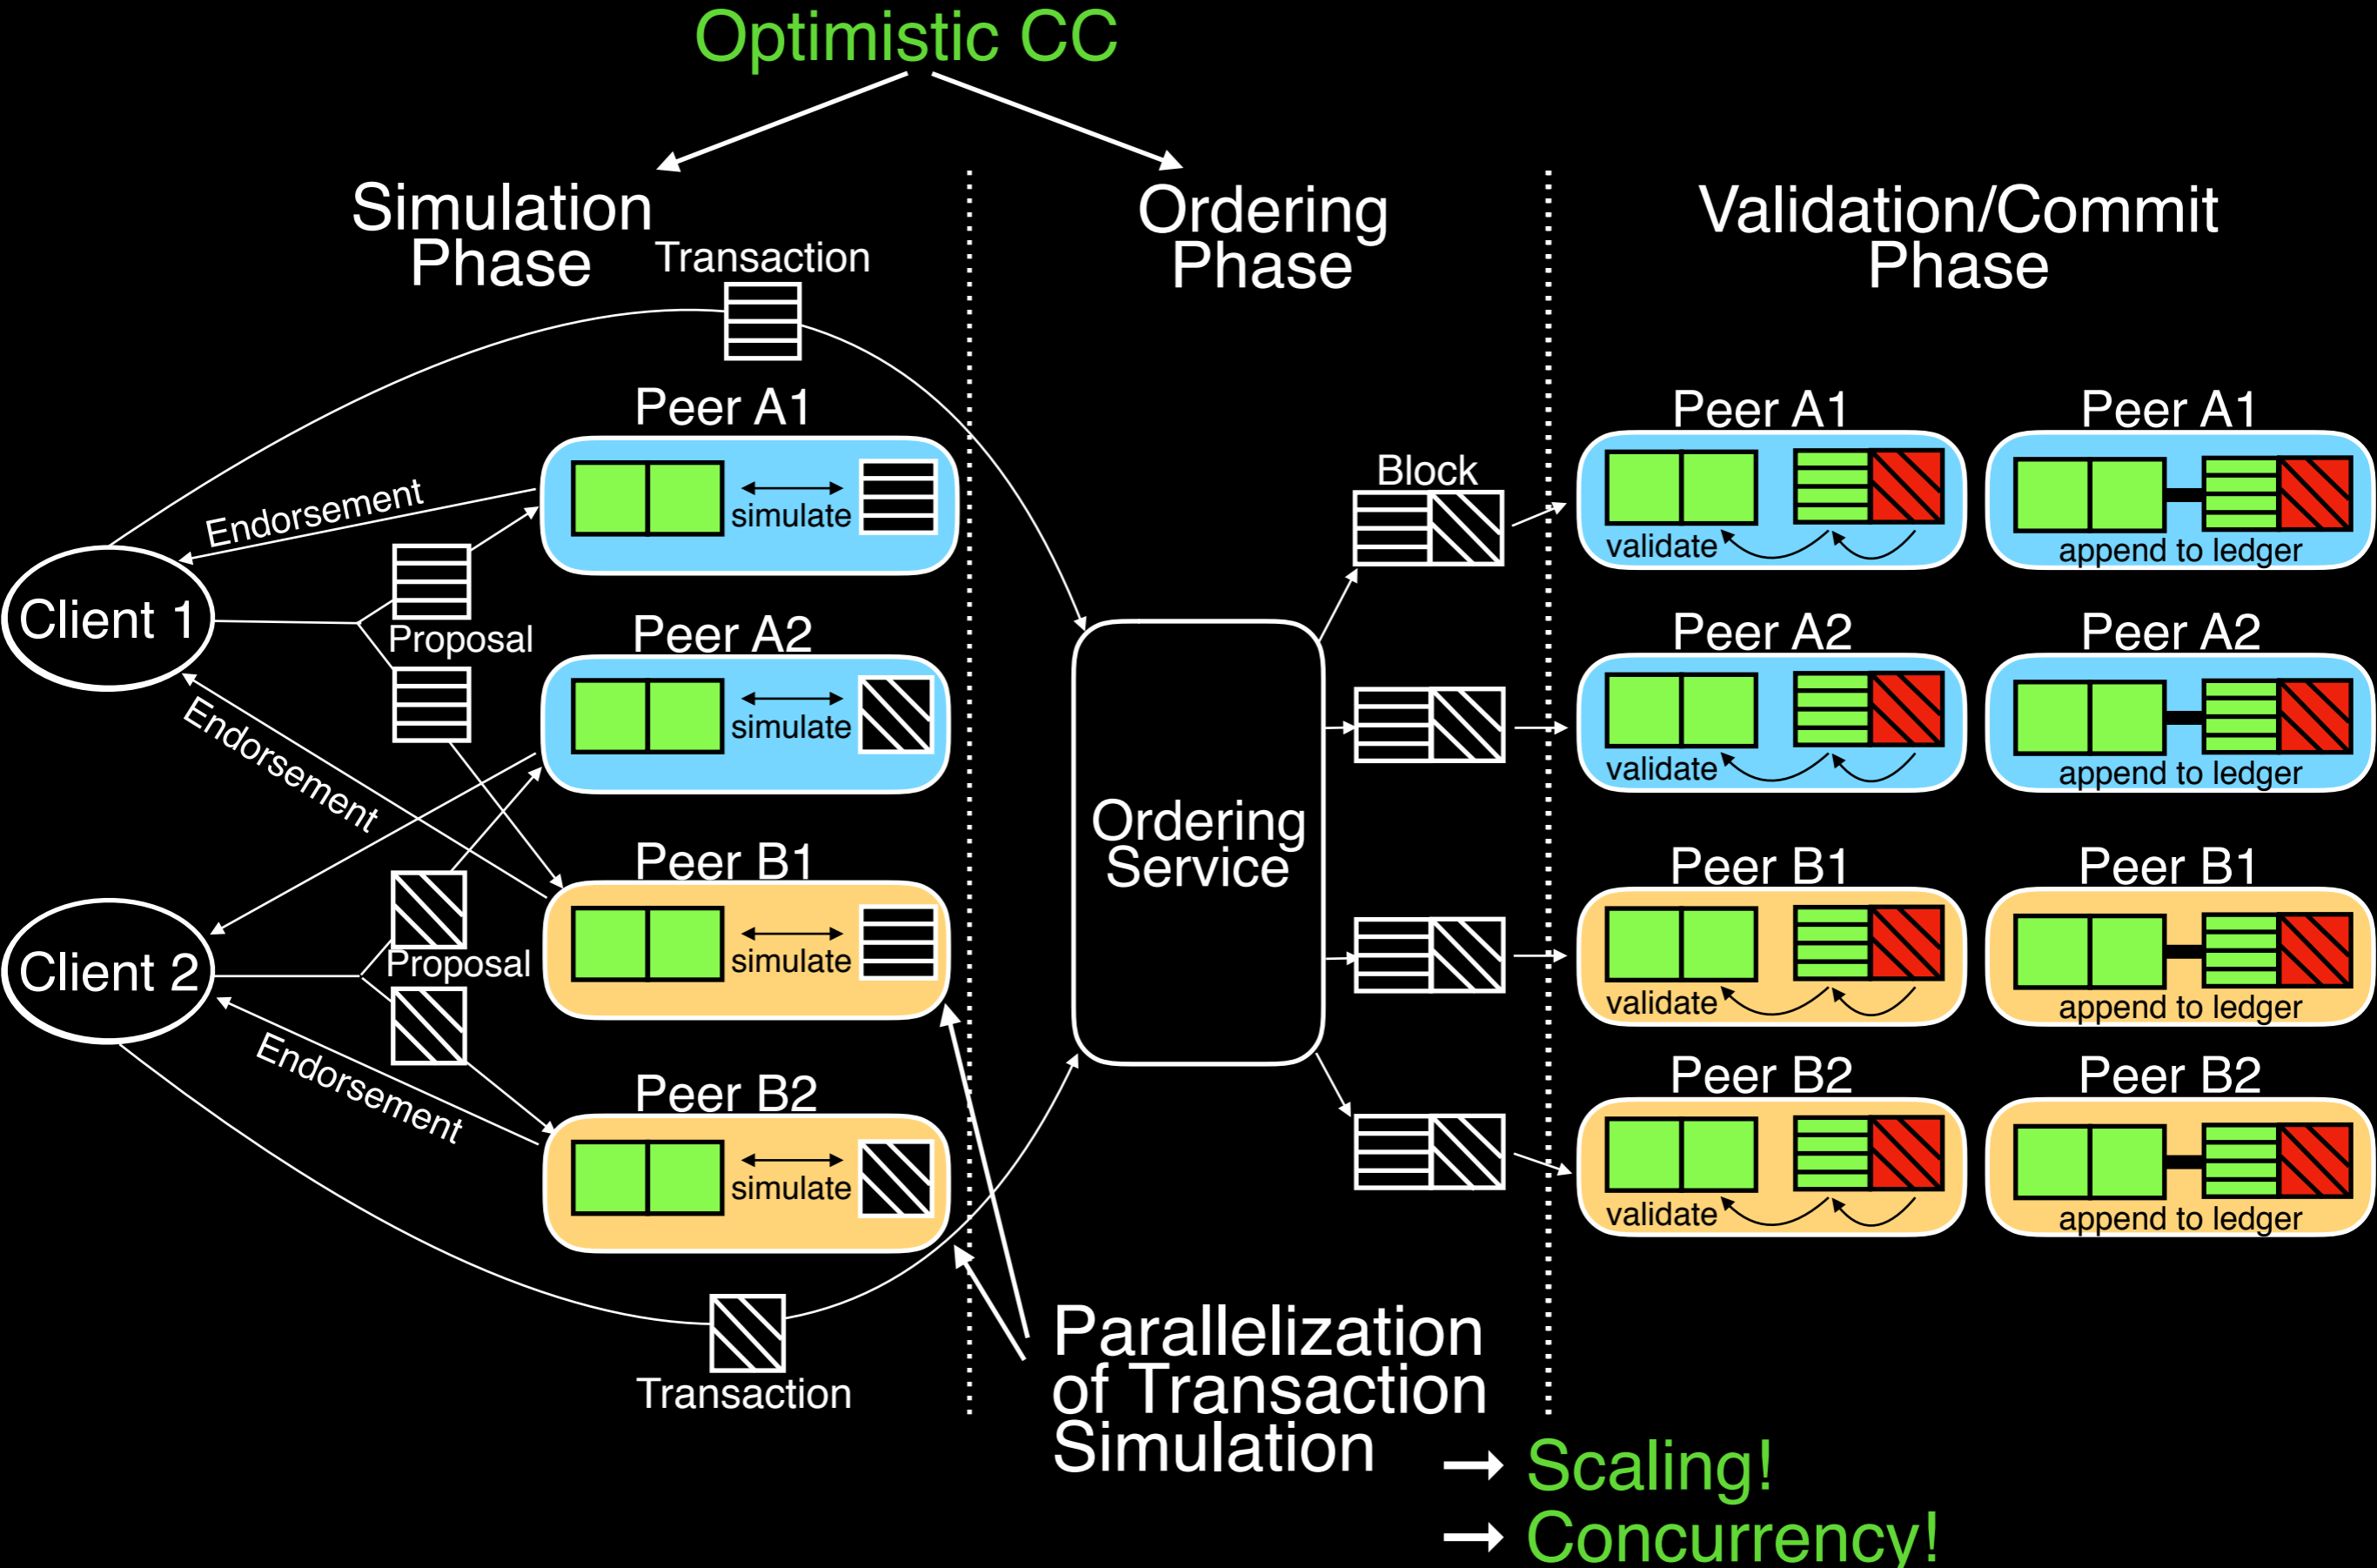 Optimistic CC
Simulation
Phase
Ordering
Phase
Validation/Commit
Phase
Transaction
Peer A1
simulate
Endorsement
Client 1
Proposal
Peer A2
simulate
Endorsement
Peer B1
simulate
Client 2
Proposal
Endorsement
Peer B2
simulate
Transaction
Ordering
Service
Block
Peer A1
validate
Peer A1
append to ledger
Peer A2
validate
Peer A2
append to ledger
Peer B1
validate
Peer B1
append to ledger
Peer B2
validate
Peer B2
append to ledger
Parallelization
of Transaction
Simulation
→ Scaling!
→ Concurrency!